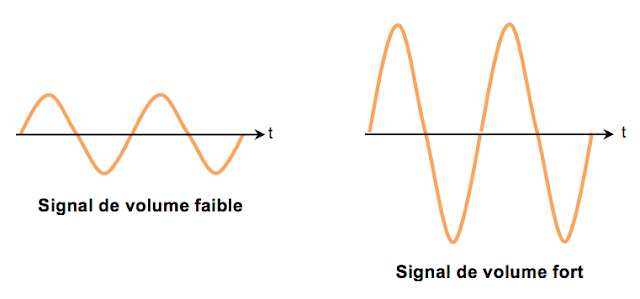 t
Signal de volume faible
t
Signal de volume fort